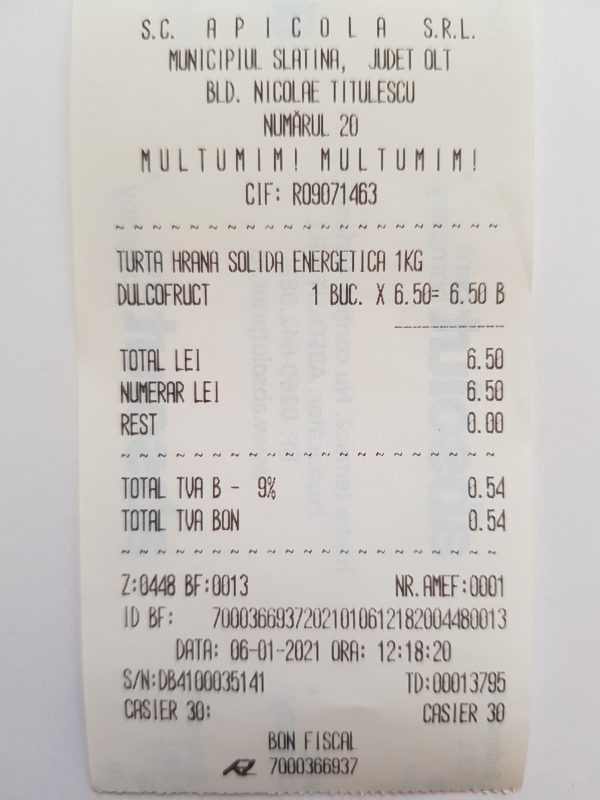 S.C. A P I C O L A S.R.L.
MUNICIPIUL SLATINA, JUDET OLT
BLD. NICOLAE TITULESCU
NUMĂRUL 20
M U L T U M I M ! M U L T U M I M !
CIF: RO9071463
~ ~ ~ ~ ~ ~ ~ ~ ~ ~ ~ ~ ~ ~ ~ ~ ~ ~ ~
TURTA HRANA SOLIDA ENERGETICA 1KG
DULCOFRUCT 1 BUC. X 6.50= 6.50 B
TOTAL LEI 6.50
NUMERAR LEI 6.50
REST 0.00
~ ~ ~ ~ ~ ~ ~ ~ ~ ~ ~ ~ ~ ~ ~ ~ ~ ~ ~
TOTAL TVA B - 9% 0.54
TOTAL TVA BON 0.54
~ ~ ~ ~ ~ ~ ~ ~ ~ ~ ~ ~ ~ ~ ~ ~ ~ ~ ~
Z:0448 BF:0013 NR.AMEF:0001
ID BF: 70003669372021010612182004480013
DATA: 06-01-2021 ORA: 12:18:20
S/N:DB4100035141 TD:00013795
CASIER 30: CASIER 30
BON FISCAL
7000366937